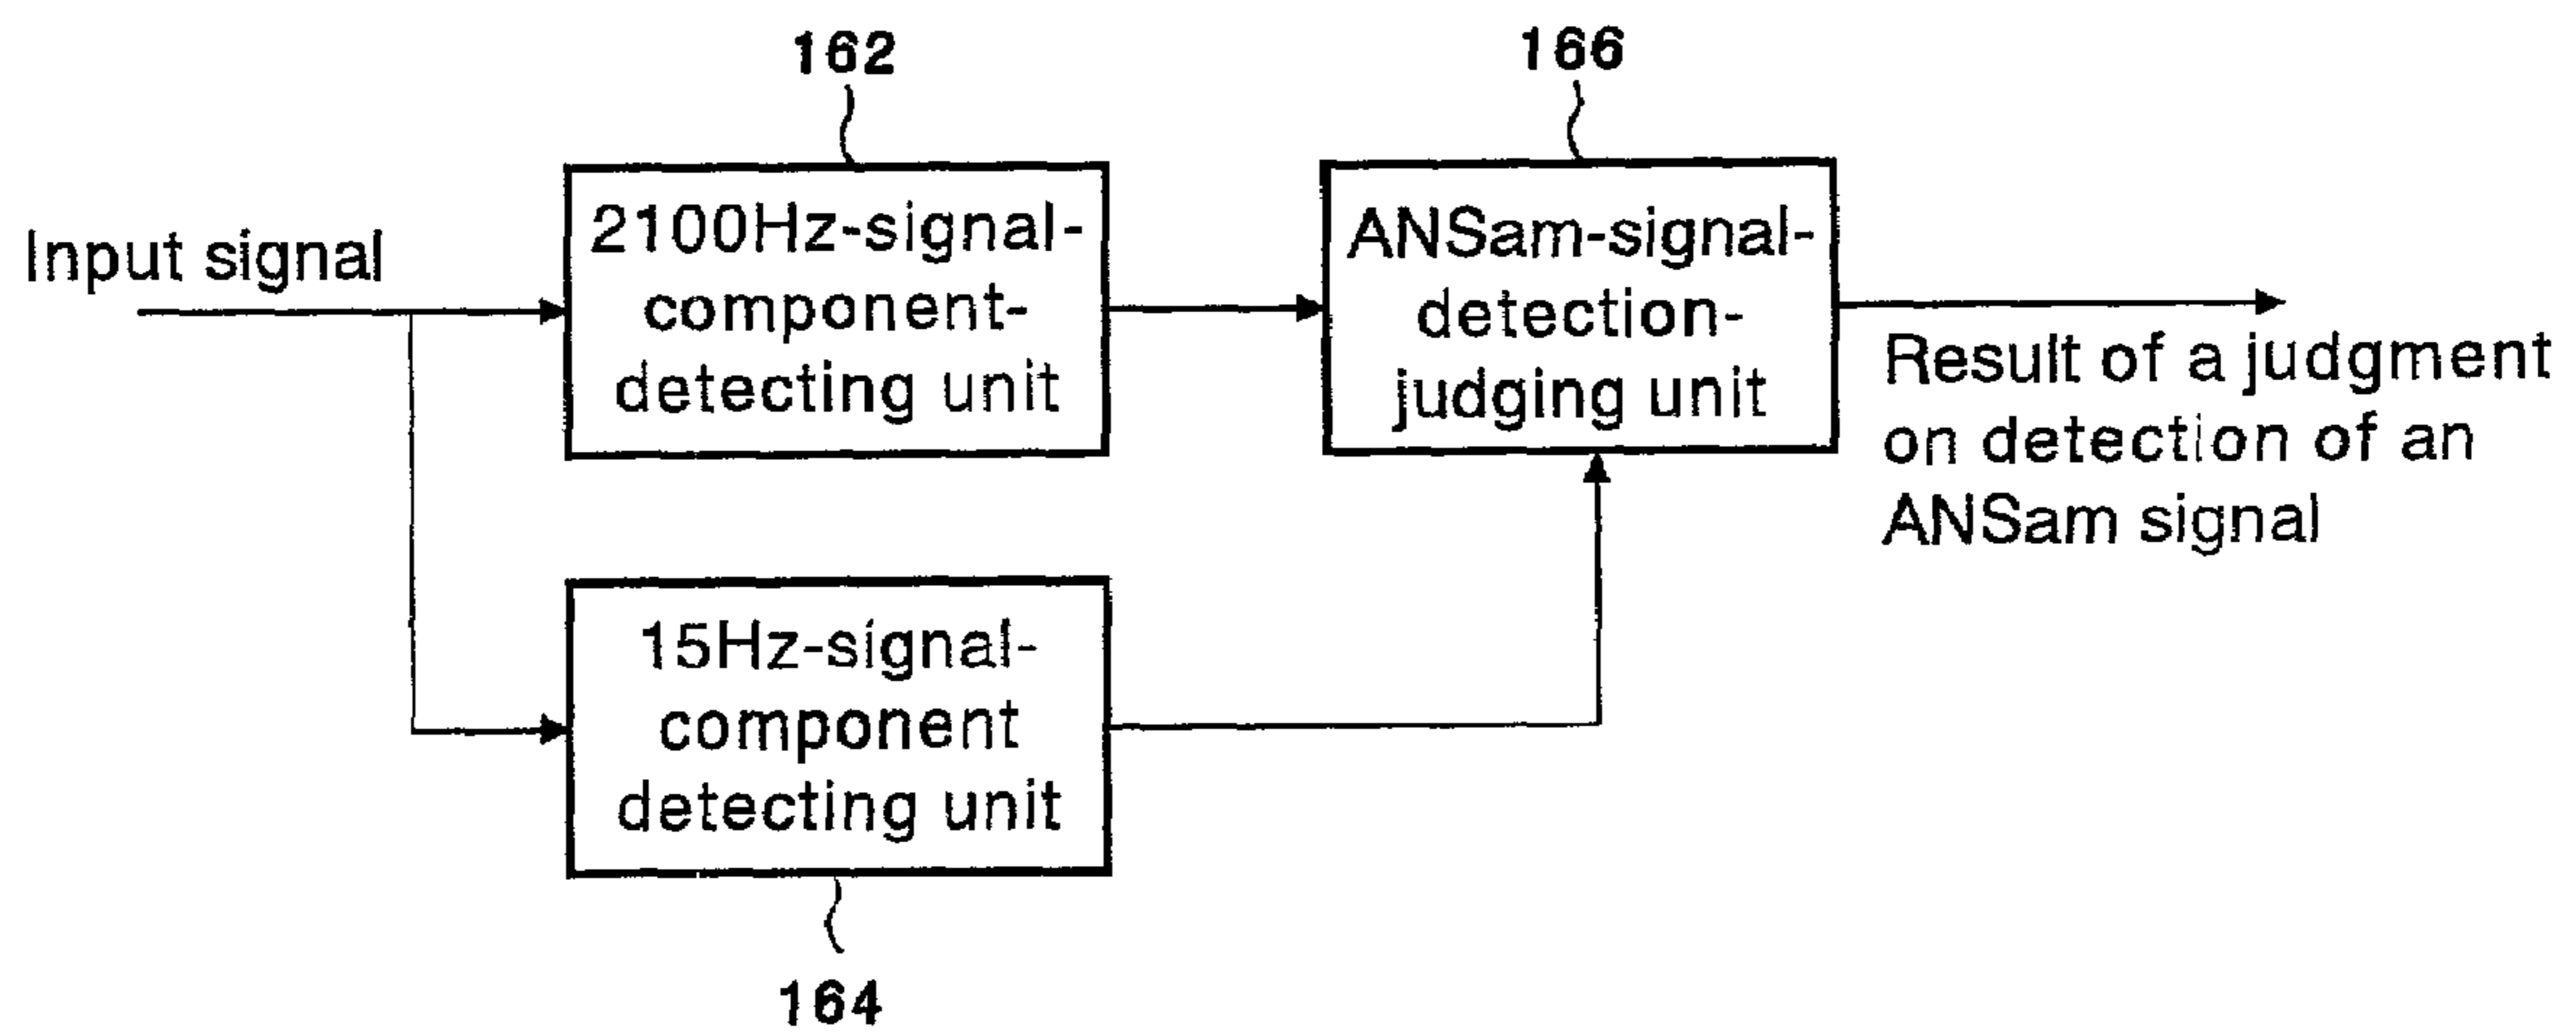 162
166
Input signal
2100Hz-signal-
component-
detecting unit
ANSam-signal-
detection-
judging unit
Result of a judgment
on detection of an
ANSam signal
15Hz-signal-
component
detecting unit
164